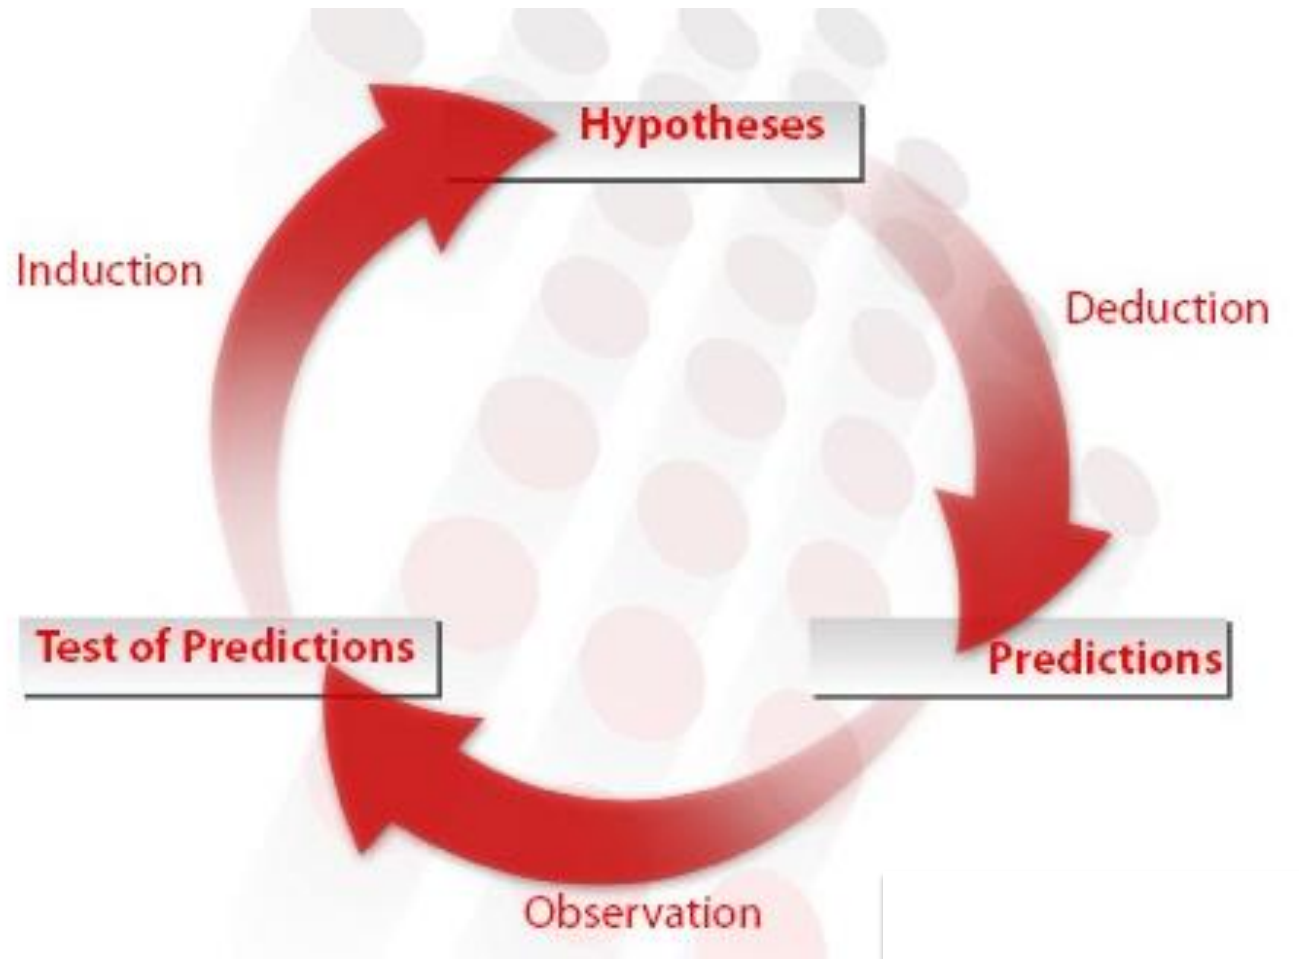 Hypotheses
Induction
Deduction
Test of Predictions
Predictions
Observation